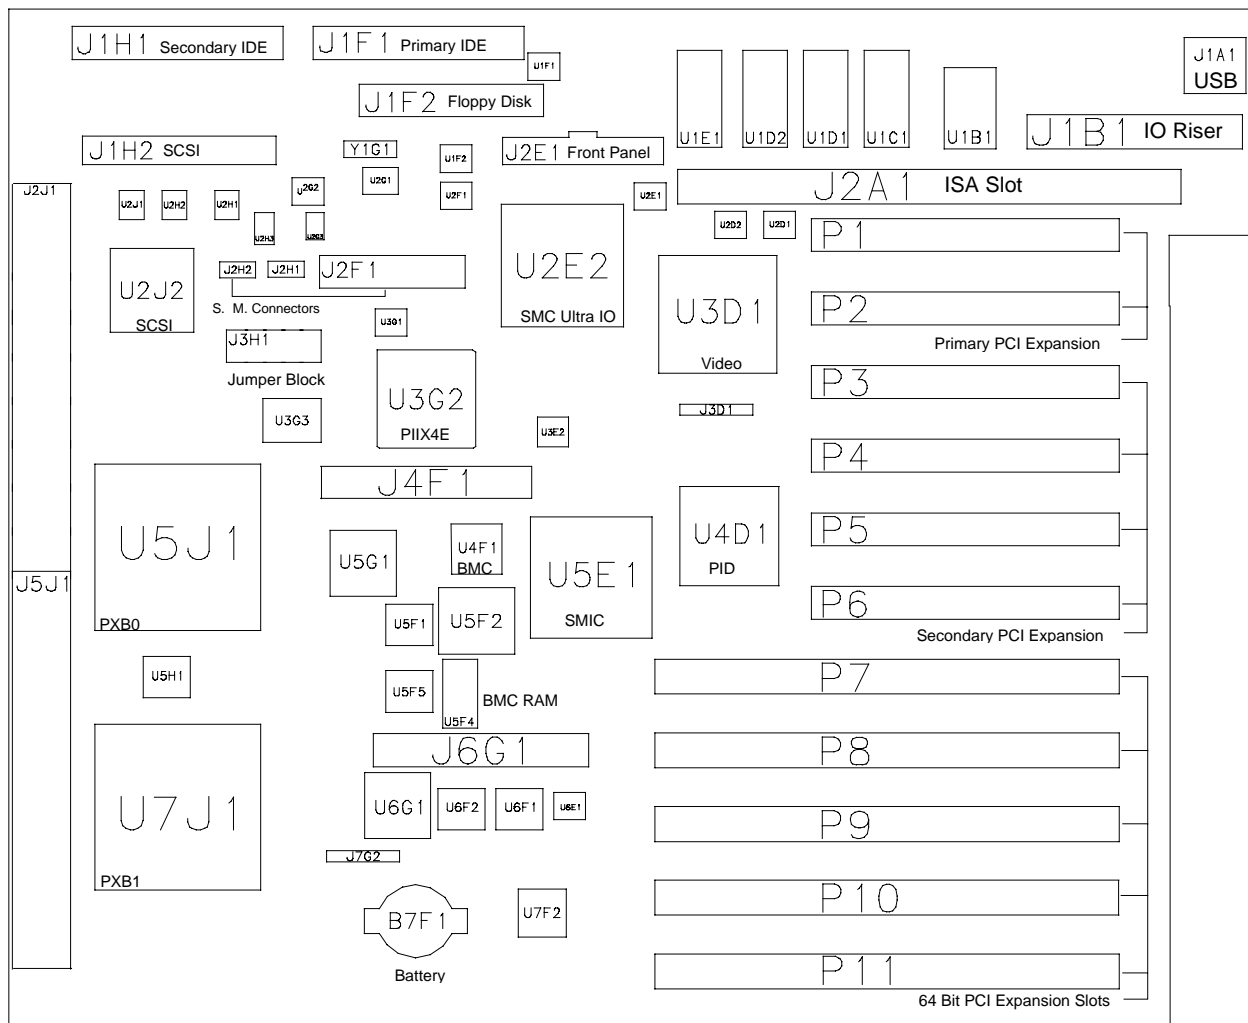 J1H1 Secondary IDE
J1F1 Primary IDE
U1F1
J1A1
USB
J1F2 Floppy Disk
U1E1
U1D2
U1D1
U1C1
U1B1
J1B1 IO Riser
J1H2 SCSI
Y1G1
U1F2
J2E1 Front Panel
J2J1
U2J1
U2H2
U2H1
U2G2
U2G1
U2F1
U2E1
J2A1 ISA Slot
U2H3
U2G3
U2D2
U2D1
P1
U2J2
SCSI
J2H2
J2H1
J2F1
S. M. Connectors
U2E2
SMC Ultra IO
U3D1
Video
P2
Primary PCI Expansion
U3G1
J3H1
Jumper Block
P3
U3G2
PIIX4E
U3G3
U3E2
J3D1
P4
J4F1
U5J1
PXB0
U5G1
U4F1
BMC
U5E1
SMIC
U4D1
PID
P5
J5J1
U5F1
U5F2
P6
Secondary PCI Expansion
U5H1
U5F5
U5F4
BMC RAM
P7
J6G1
P8
U7J1
PXB1
U6G1
U6F2
U6F1
U6E1
P9
J7G2
B7F1
Battery
U7F2
P10
P11
64 Bit PCI Expansion Slots